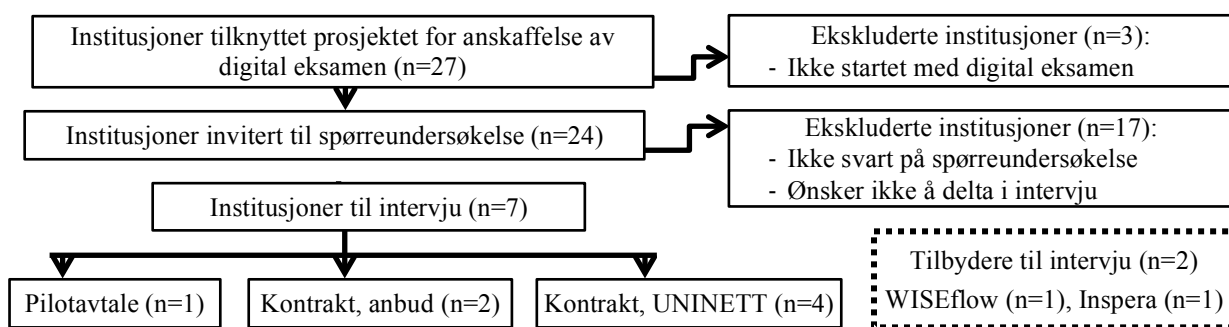 Institusjoner tilknyttet prosjektet for anskaffelse av
digital eksamen (n=27)
Ekskluderte institusjoner (n=3):
- Ikke startet med digital eksamen
Institusjoner invitert til spørreundersøkelse (n=24)
Ekskluderte institusjoner (n=17):
- Ikke svart på spørreundersøkelse
- Ønsker ikke å delta i intervju
Institusjoner til intervju (n=7)
Pilotavtale (n=1)
Kontrakt, anbud (n=2)
Kontrakt, UNINETT (n=4)
Tilbydere til intervju (n=2)
WISEflow (n=1), Inspera (n=1)